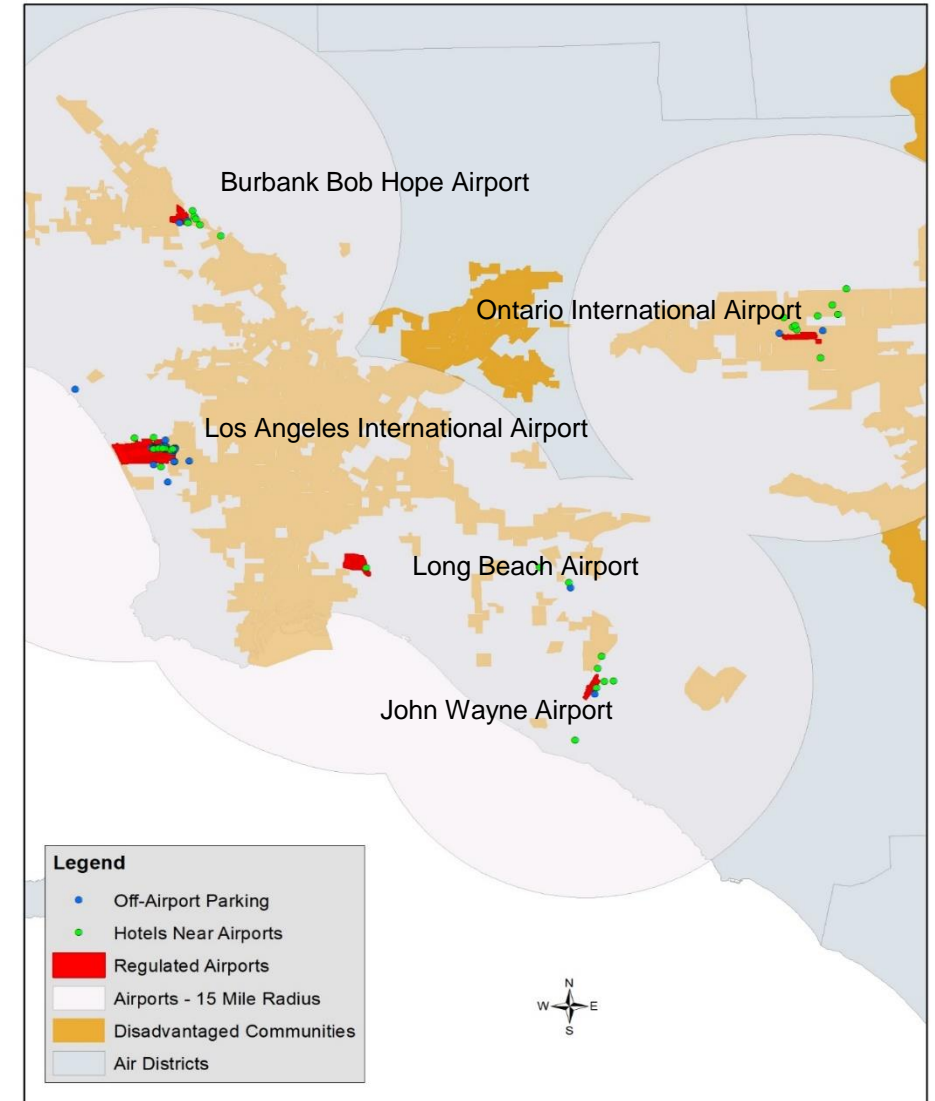 Burbank Bob Hope Airport
Ontario International Airport
Los Angeles International Airport
Long Beach Airport
John Wayne Airport
Legend
Off-Airport Parking
Hotels Near Airports
Regulated Airports
Airports - 15 Mile Radius
Disadvantaged Communities
Air Districts
N
W E
S